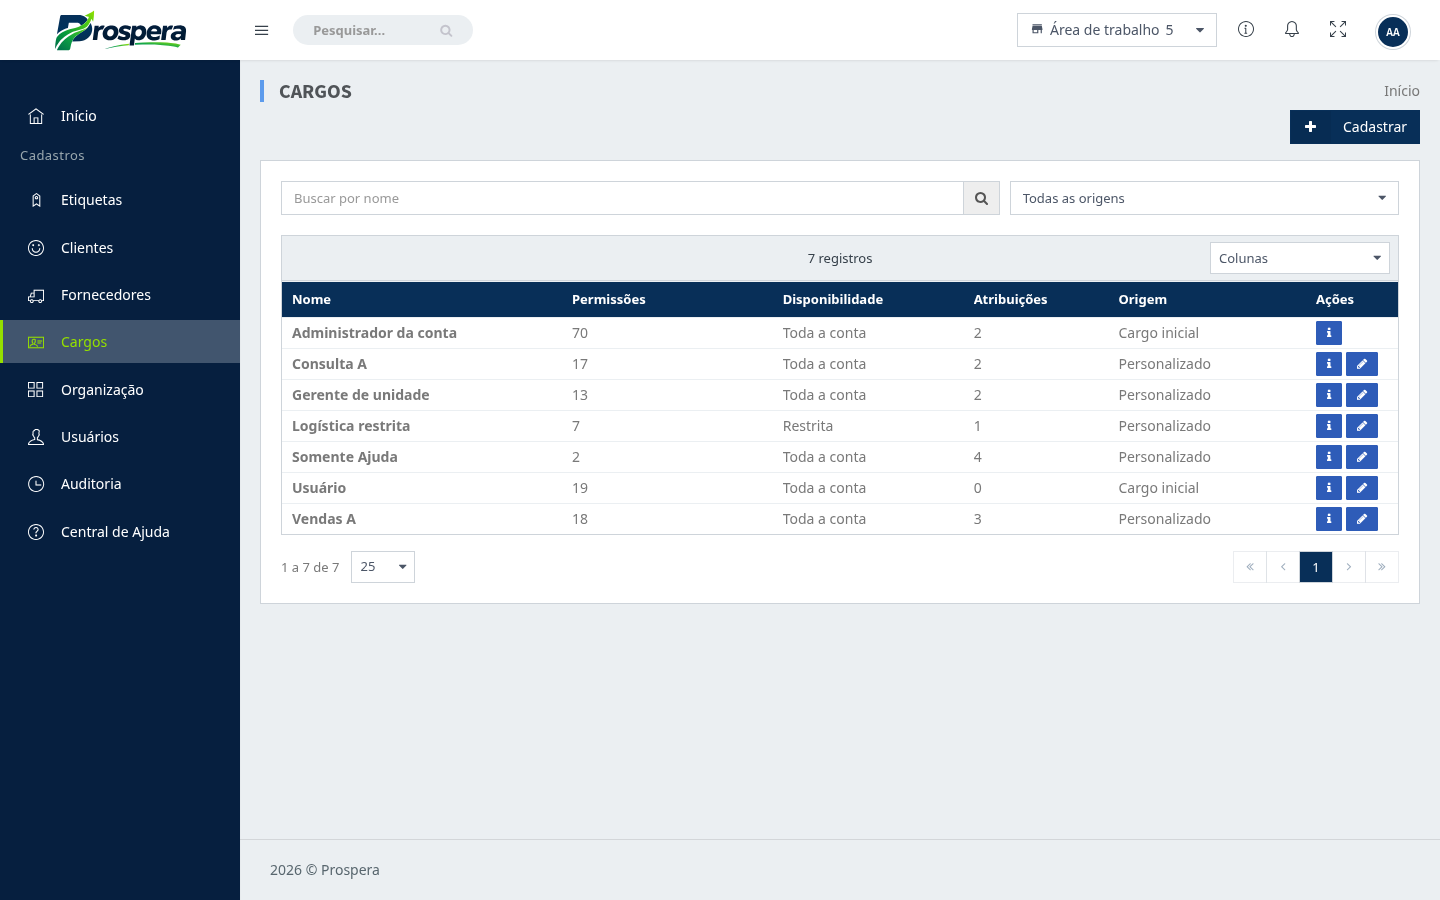 Prospera
Pesquisar...
Área de trabalho 5
AA
Início
Cadastros
Etiquetas
Clientes
Fornecedores
Cargos
Organização
Usuários
Auditoria
Central de Ajuda
CARGOS
Início
Cadastrar
Buscar por nome
Todas as origens
7 registros
Colunas
Nome Permissões Disponibilidade Atribuições Origem Ações
Administrador da conta 70 Toda a conta 2 Cargo inicial
Consulta A 17 Toda a conta 2 Personalizado
Gerente de unidade 13 Toda a conta 2 Personalizado
Logística restrita 7 Restrita 1 Personalizado
Somente Ajuda 2 Toda a conta 4 Personalizado
Usuário 19 Toda a conta 0 Cargo inicial
Vendas A 18 Toda a conta 3 Personalizado
1 a 7 de 7 25
« ‹ 1 › »
2026 © Prospera